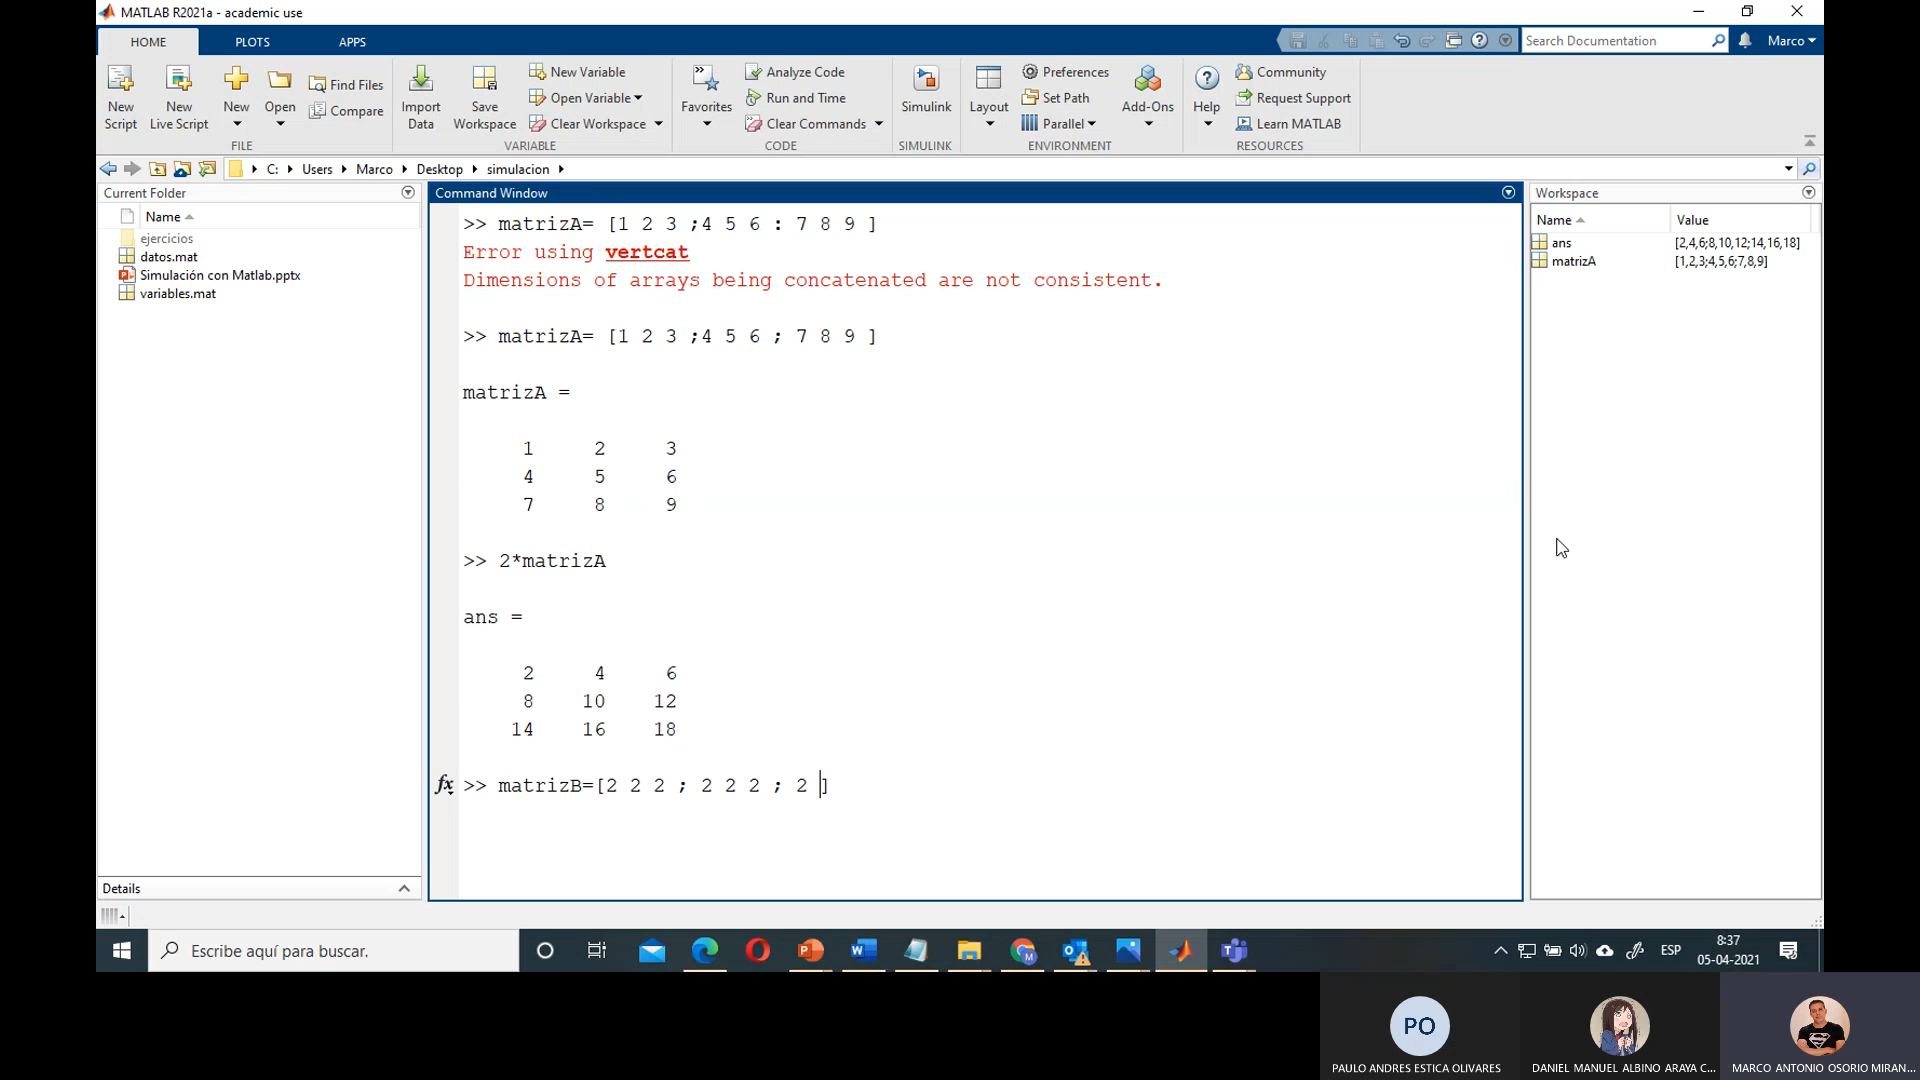 MATLAB R2021a - academic use
HOME PLOTS APPS
Search Documentation
Marco
New Script
New Live Script
New
Open
Find Files
Compare
FILE
Import Data
Save Workspace
New Variable
Open Variable
Clear Workspace
VARIABLE
Favorites
Analyze Code
Run and Time
Clear Commands
CODE
Simulink
SIMULINK
Layout
Preferences
Set Path
Parallel
Add-Ons
ENVIRONMENT
Help
Community
Request Support
Learn MATLAB
RESOURCES
C: Users Marco Desktop simulacion
Current Folder
Name
ejercicios
datos.mat
Simulación con Matlab.pptx
variables.mat
Details
Command Window
>> matrizA= [1 2 3 ;4 5 6 : 7 8 9 ]
Error using vertcat
Dimensions of arrays being concatenated are not consistent.
>> matrizA= [1 2 3 ;4 5 6 ; 7 8 9 ]
matrizA =
1 2 3
4 5 6
7 8 9
>> 2*matrizA
ans =
2 4 6
8 10 12
14 16 18
fx >> matrizB=[2 2 2 ; 2 2 2 ; 2 ]
Workspace
Name Value
ans [2,4,6;8,10,12;14,16,18]
matrizA [1,2,3;4,5,6;7,8,9]
Escribe aquí para buscar.
ESP
8:37
05-04-2021
PO
PAULO ANDRES ESTICA OLIVARES
DANIEL MANUEL ALBINO ARAYA C...
MARCO ANTONIO OSORIO MIRAN...